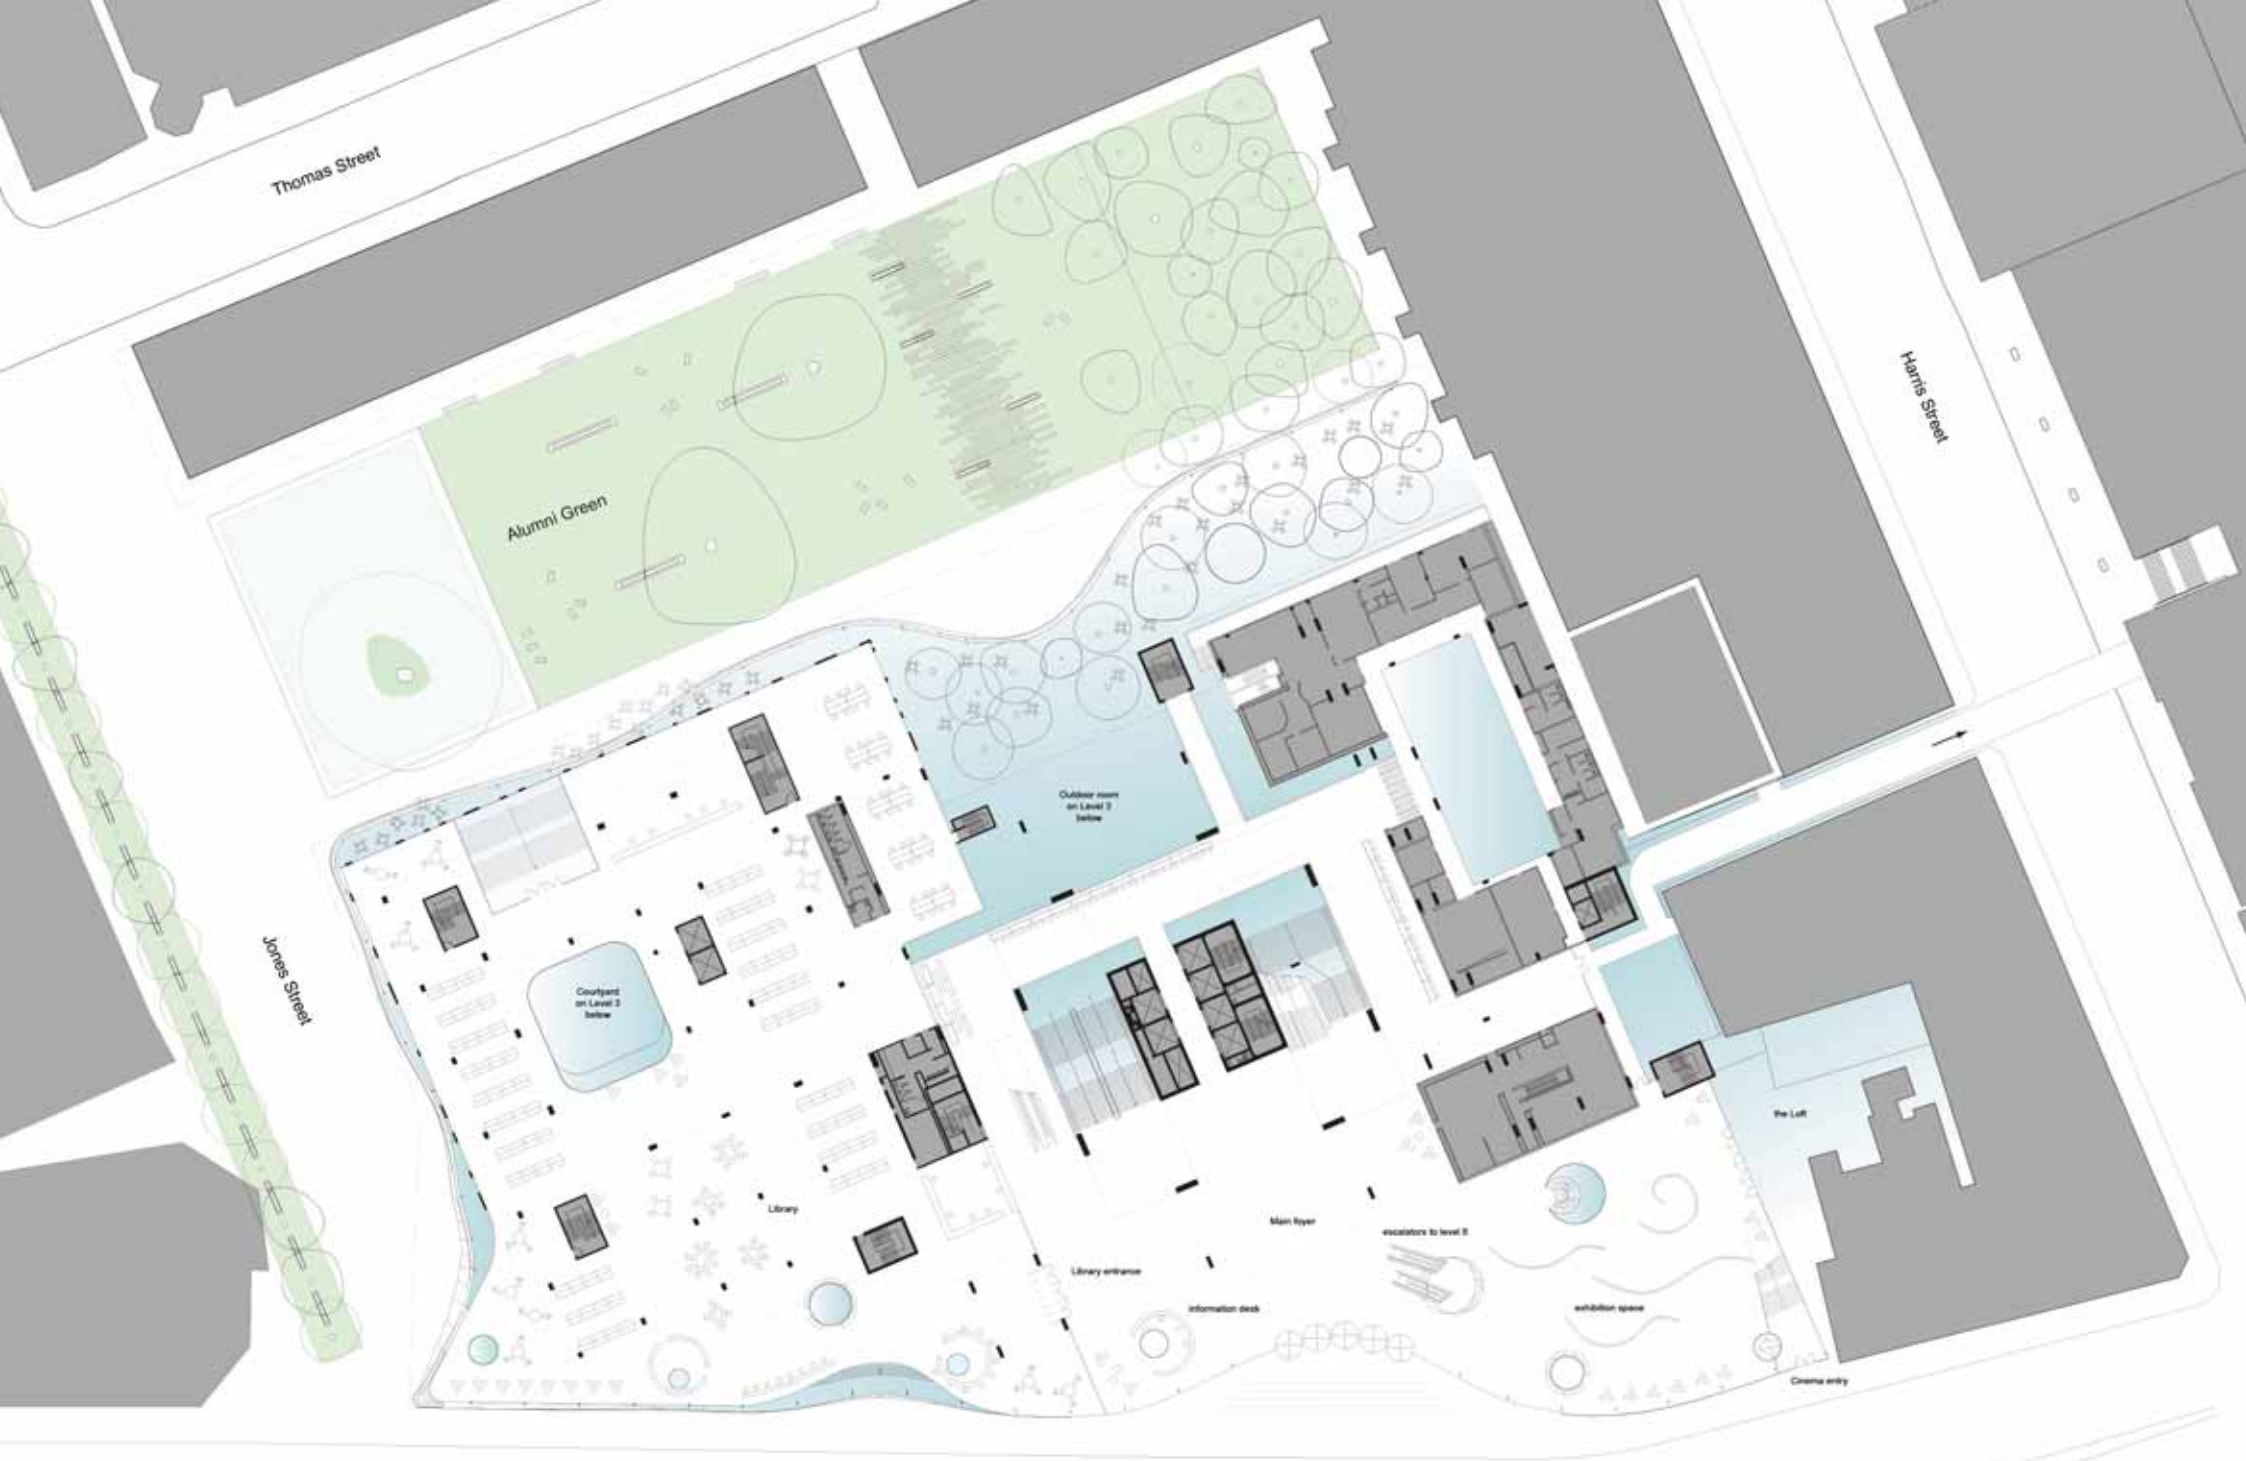 Thomas Street
Harris Street
Alumni Green
Outdoor room
on Level 3
below
Jones Street
Courtyard
on Level 3
below
the Loft
Library
Main foyer
escalators to level 8
Library entrance
information desk
exhibition space
Cinema entry